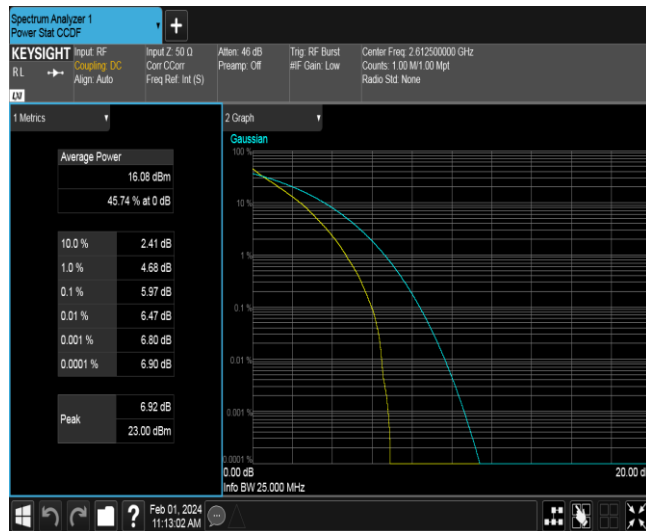 Spectrum Analyzer 1
Power Stat CCDF
+
KEYSIGHT
RL
LXI
Input: RF
Coupling: DC
Align: Auto
Input Z: 50 Ω
Corr CCorr
Freq Ref: Int (S)
Atten: 46 dB
Preamp: Off
Trig: RF Burst
#IF Gain: Low
Center Freq: 2.612500000 GHz
Counts: 1.00 M/1.00 Mpt
Radio Std: None
1 Metrics
Average Power
16.08 dBm
45.74 % at 0 dB
10.0 % 2.41 dB
1.0 % 4.68 dB
0.1 % 5.97 dB
0.01 % 6.47 dB
0.001 % 6.80 dB
0.0001 % 6.90 dB
Peak
6.92 dB
23.00 dBm
2 Graph
Gaussian
100 %
10 %
1 %
0.1 %
0.01 %
0.001 %
0.0001 %
0.00 dB
20.00 d
Info BW 25.000 MHz
?
Feb 01, 2024
11:13:02 AM